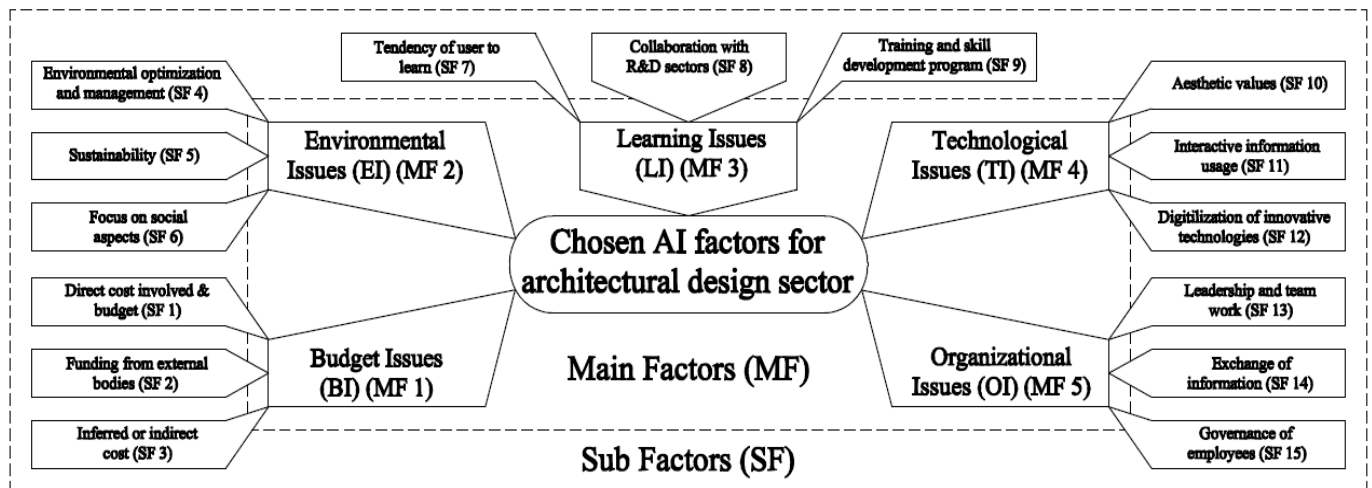 Tendency of user to
learn (SF 7)
Collaboration with
R&D sectors (SF 8)
Training and skill
development program (SF 9)
Environmental optimization
and management (SF 4)
Sustainability (SF 5)
Focus on social
aspects (SF 6)
Environmental
Issues (EI) (MF 2)
Learning Issues
(LI) (MF 3)
Technological
Issues (TI) (MF 4)
Aesthetic values (SF 10)
Interactive information
usage (SF 11)
Digitilization of innovative
technologies (SF 12)
Chosen AI factors for
architectural design sector
Direct cost involved &
budget (SF 1)
Funding from external
bodies (SF 2)
Inferred or indirect
cost (SF 3)
Budget Issues
(BI) (MF 1)
Main Factors (MF)
Organizational
Issues (OI) (MF 5)
Leadership and team
work (SF 13)
Exchange of
information (SF 14)
Governance of
employees (SF 15)
Sub Factors (SF)